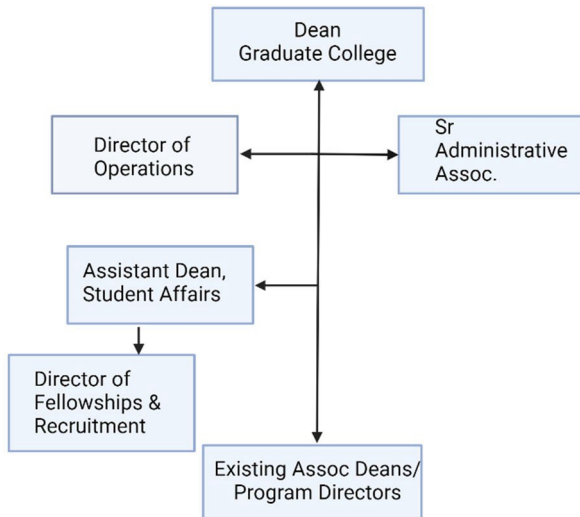 Dean
Graduate College
Director of
Operations
Sr
Administrative
Assoc.
Assistant Dean,
Student Affairs
Director of
Fellowships &
Recruitment
Existing Assoc Deans/
Program Directors